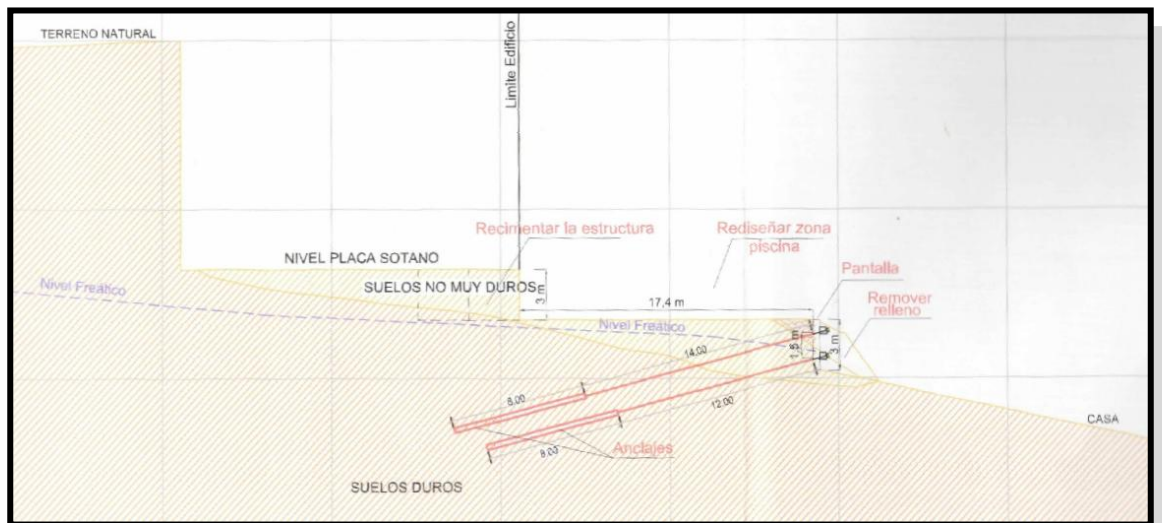 TERRENO NATURAL
Limite Edificio
Recimentar la estructura
Rediseñar zona
piscina
NIVEL PLACA SOTANO
Pantalla
Nivel Freático
SUELOS NO MUY DUROS
3 m
17,4 m
Remover
relleno
Nivel Freático
1,5 m
3 m
14.00
8.00
12.00
CASA
8.00
Anclajes
SUELOS DUROS